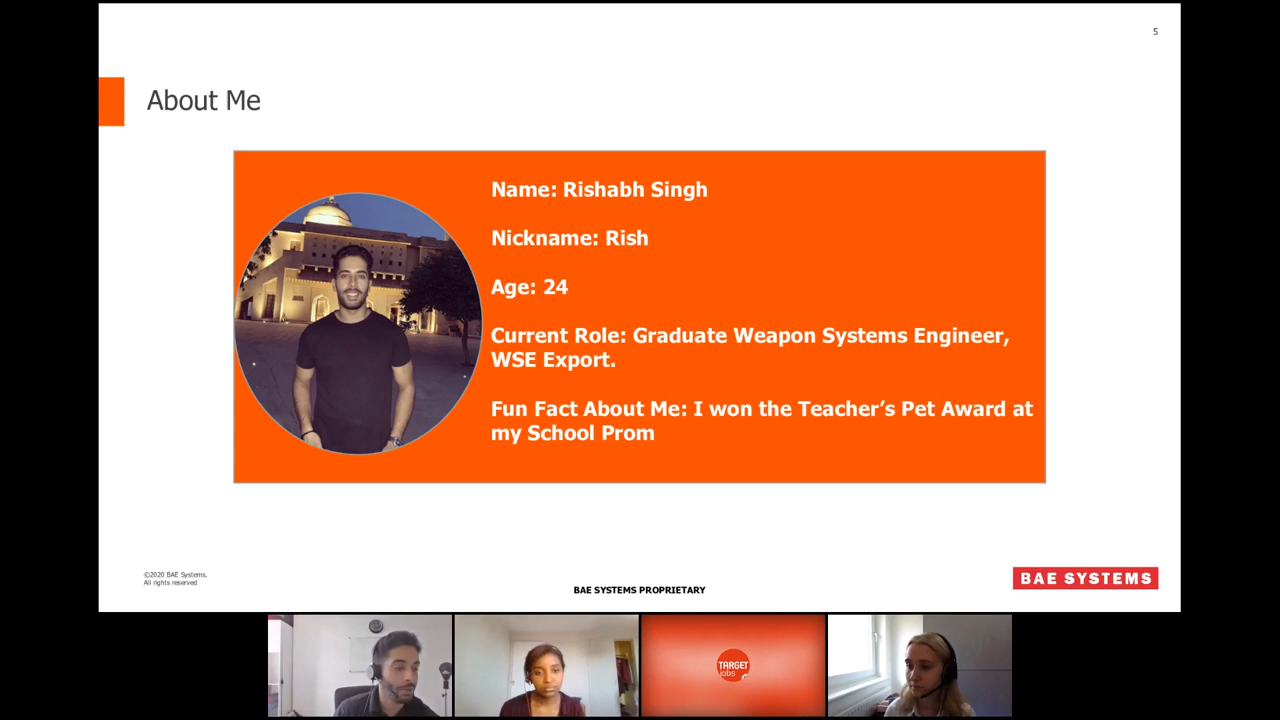 5
About Me
Name: Rishabh Singh
Nickname: Rish
Age: 24
Current Role: Graduate Weapon Systems Engineer,
WSE Export.
Fun Fact About Me: I won the Teacher’s Pet Award at
my School Prom
©2020 BAE Systems.
All rights reserved
BAE SYSTEMS PROPRIETARY
BAE SYSTEMS
TARGET
jobs